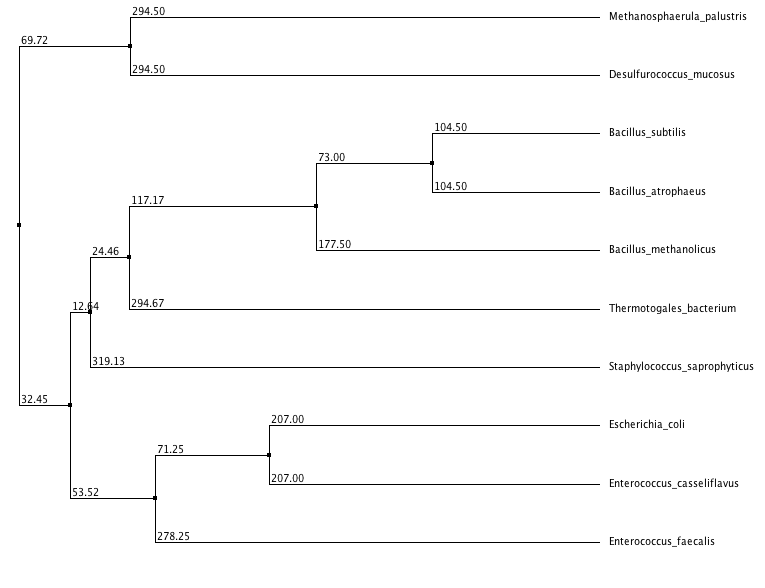 294.50 Methanosphaerula_palustris
69.72
294.50 Desulfurococcus_mucosus
104.50 Bacillus_subtilis
73.00
104.50 Bacillus_atrophaeus
117.17
177.50 Bacillus_methanolicus
24.46
294.67 Thermotogales_bacterium
12.64
319.13 Staphylococcus_saprophyticus
32.45
207.00 Escherichia_coli
71.25
207.00 Enterococcus_casseliflavus
53.52
278.25 Enterococcus_faecalis